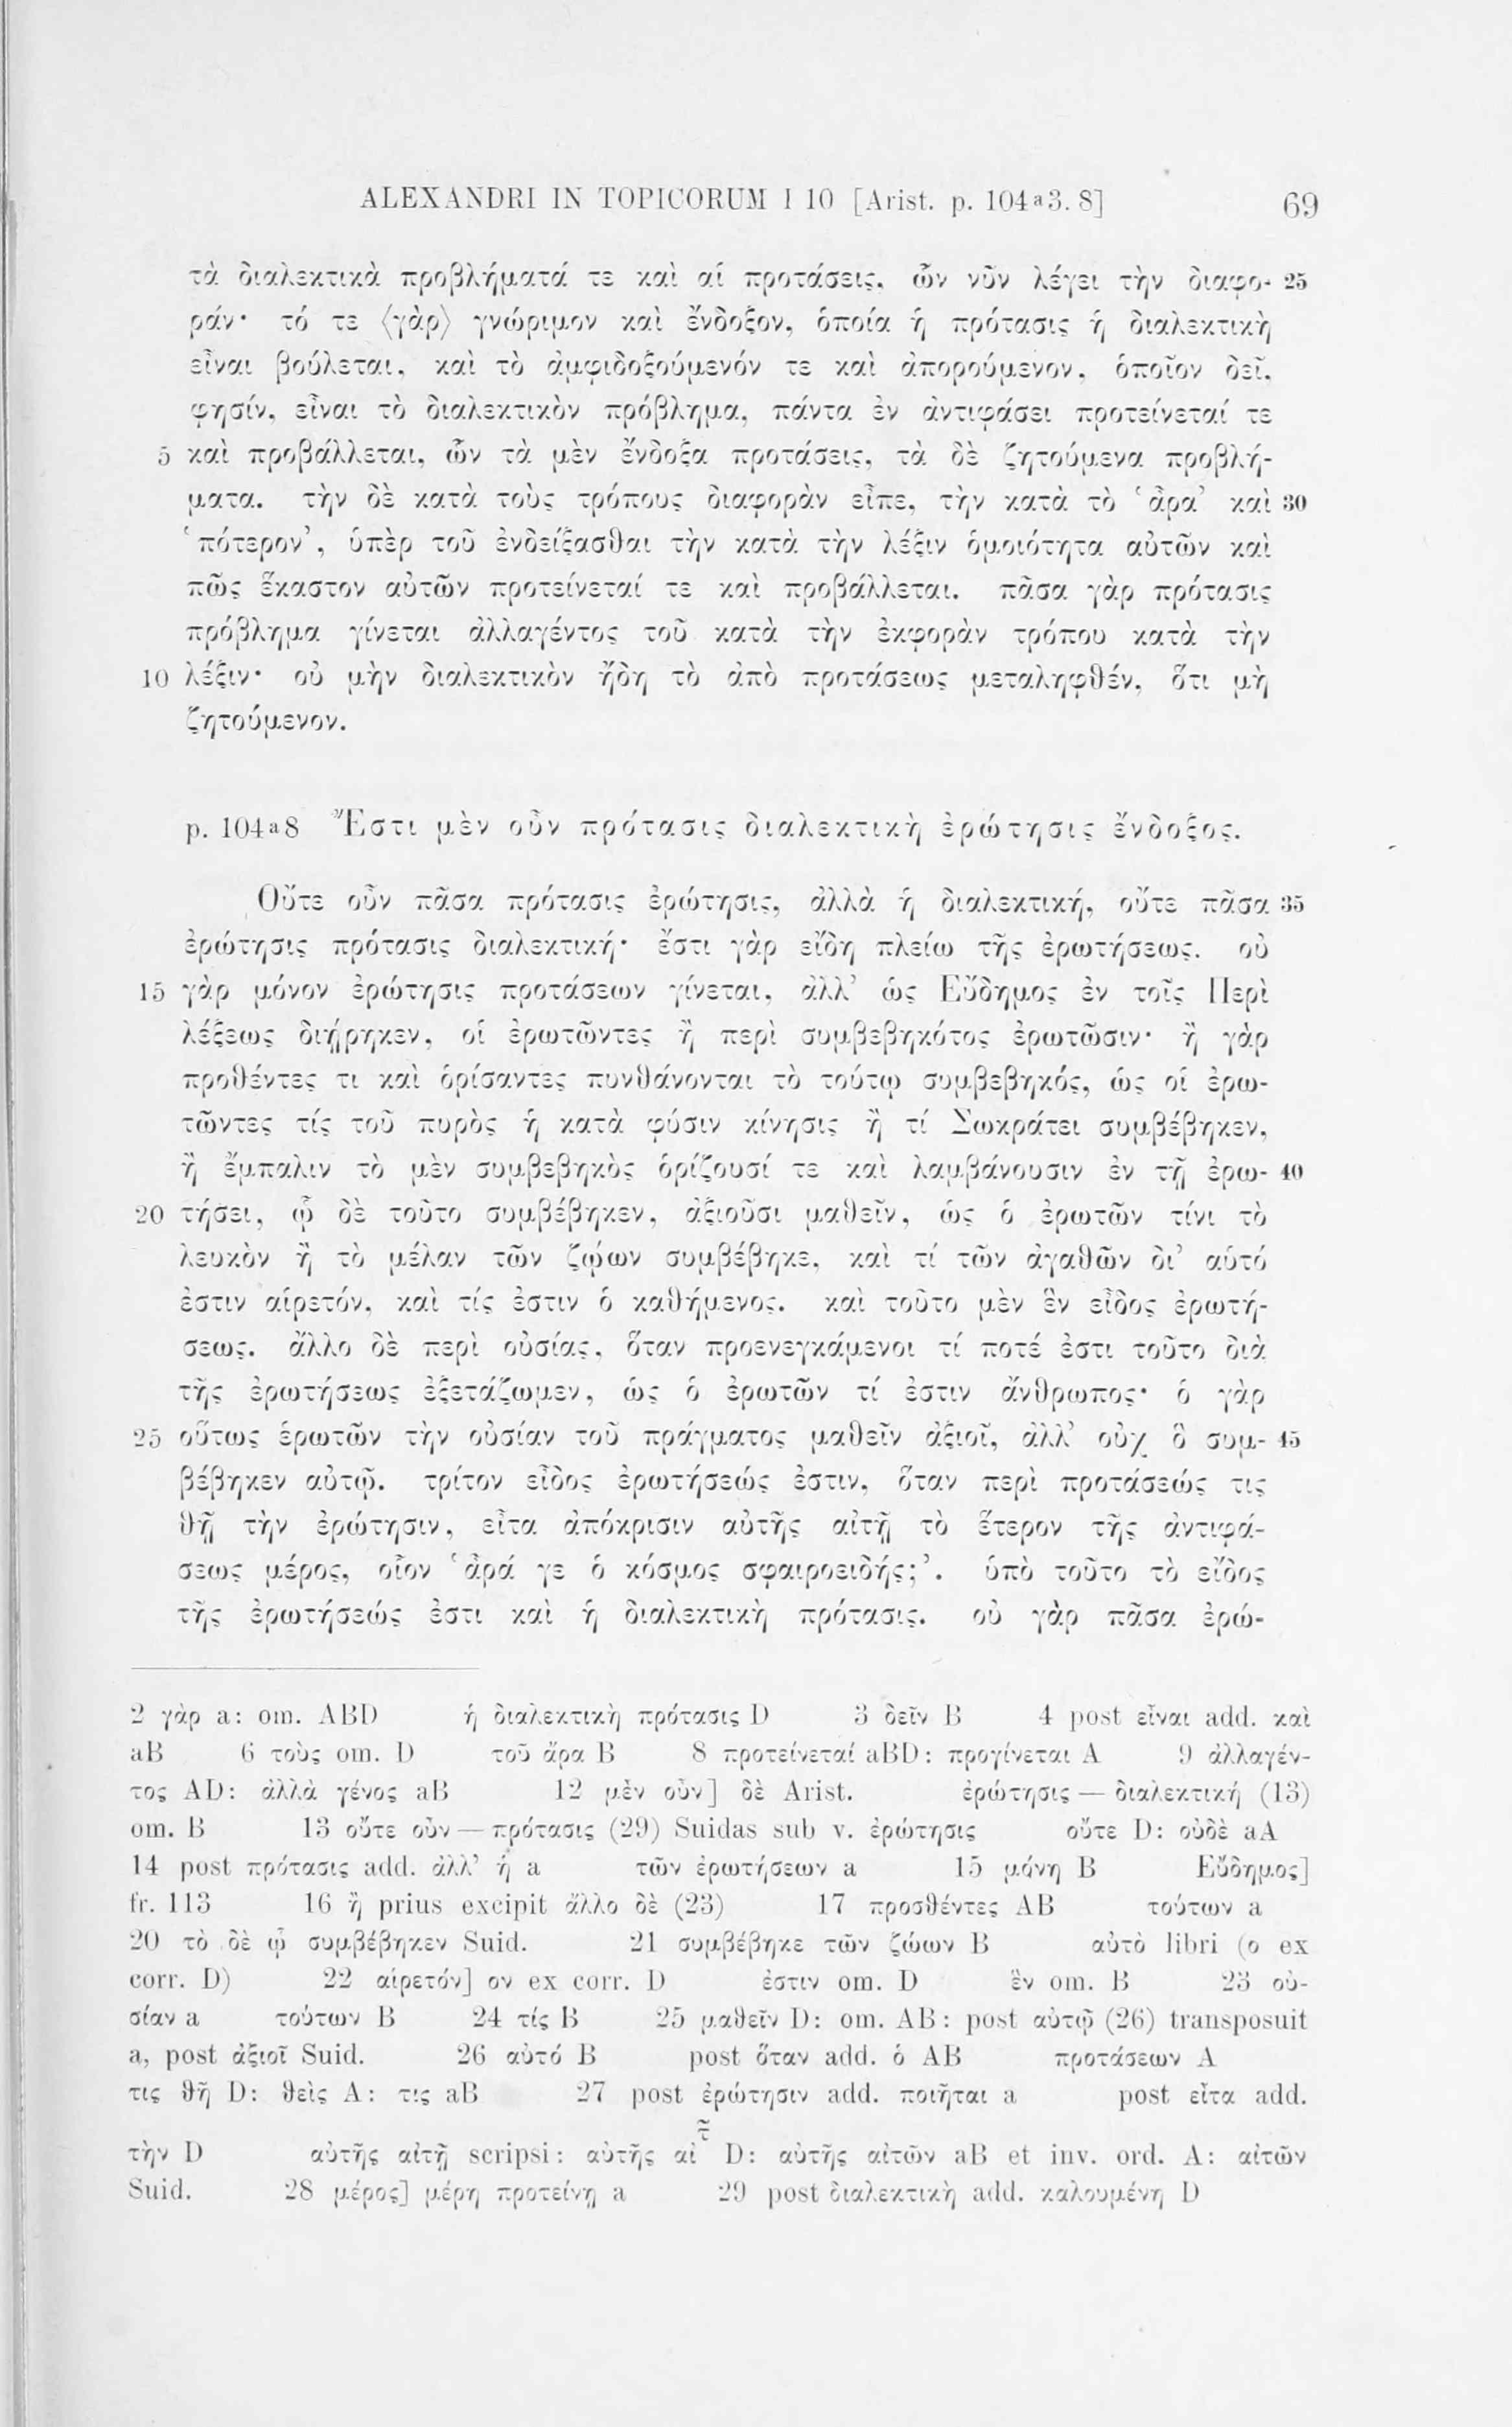 ALEXANDRI IN TOPICORUM I 10 [Arist. p. 104ᵃ3. 8] 69
τὰ διαλεκτικὰ προβλήματά τε καὶ αἱ προτάσεις, ὧν νῦν λέγει τὴν διαφο- 25
ράν· τό τε ⟨γὰρ⟩ γνώριμον καὶ ἔνδοξον, ὁποία ἡ πρότασις ἡ διαλεκτικὴ
εἶναι βούλεται, καὶ τὸ ἀμφιδοξούμενόν τε καὶ ἀπορούμενον, ὁποῖον δεῖ,
φησίν, εἶναι τὸ διαλεκτικὸν πρόβλημα, πάντα ἐν ἀντιφάσει προτείνεταί τε
5 καὶ προβάλλεται, ὧν τὰ μὲν ἔνδοξα προτάσεις, τὰ δὲ ζητούμενα προβλή-
ματα. τὴν δὲ κατὰ τοὺς τρόπους διαφορὰν εἶπε, τὴν κατὰ τὸ ‘ἆρα’ καὶ 30
‘πότερον’, ὑπὲρ τοῦ ἐνδείξασθαι τὴν κατὰ τὴν λέξιν ὁμοιότητα αὐτῶν καὶ
πῶς ἕκαστον αὐτῶν προτείνεταί τε καὶ προβάλλεται. πᾶσα γὰρ πρότασις
πρόβλημα γίνεται ἀλλαγέντος τοῦ κατὰ τὴν ἐκφορὰν τρόπου κατὰ τὴν
10 λέξιν· οὐ μὴν διαλεκτικὸν ἤδη τὸ ἀπὸ προτάσεως μεταληφθέν, ὅτι μὴ
ζητούμενον.
p. 104ᵃ8 Ἔστι μὲν οὖν πρότασις διαλεκτικὴ ἐρώτησις ἔνδοξος.
Οὔτε οὖν πᾶσα πρότασις ἐρώτησις, ἀλλὰ ἡ διαλεκτική, οὔτε πᾶσα 35
ἐρώτησις πρότασις διαλεκτική· ἔστι γὰρ εἴδη πλείω τῆς ἐρωτήσεως. οὐ
15 γὰρ μόνον ἐρώτησις προτάσεων γίνεται, ἀλλ’ ὡς Εὔδημος ἐν τοῖς Περὶ
λέξεως διῄρηκεν, οἱ ἐρωτῶντες ἢ περὶ συμβεβηκότος ἐρωτῶσιν· ἢ γὰρ
προθέντες τι καὶ ὁρίσαντες πυνθάνονται τὸ τούτῳ συμβεβηκός, ὡς οἱ ἐρω-
τῶντες τίς τοῦ πυρὸς ἡ κατὰ φύσιν κίνησις ἢ τί Σωκράτει συμβέβηκεν,
ἢ ἔμπαλιν τὸ μὲν συμβεβηκὸς ὁρίζουσί τε καὶ λαμβάνουσιν ἐν τῇ ἐρω- 40
20 τήσει, ᾧ δὲ τοῦτο συμβέβηκεν, ἀξιοῦσι μαθεῖν, ὡς ὁ ἐρωτῶν τίνι τὸ
λευκὸν ἢ τὸ μέλαν τῶν ζῴων συμβέβηκε, καὶ τί τῶν ἀγαθῶν δι’ αὑτό
ἐστιν αἱρετόν, καὶ τίς ἐστιν ὁ καθήμενος. καὶ τοῦτο μὲν ἓν εἶδος ἐρωτή-
σεως. ἄλλο δὲ περὶ οὐσίας, ὅταν προενεγκάμενοι τί ποτέ ἐστι τοῦτο διὰ
τῆς ἐρωτήσεως ἐξετάζωμεν, ὡς ὁ ἐρωτῶν τί ἐστιν ἄνθρωπος· ὁ γὰρ
25 οὕτως ἐρωτῶν τὴν οὐσίαν τοῦ πράγματος μαθεῖν ἀξιοῖ, ἀλλ’ οὐχ ὃ συμ- 45
βέβηκεν αὐτῷ. τρίτον εἶδος ἐρωτήσεώς ἐστιν, ὅταν περὶ προτάσεώς τις
θῇ τὴν ἐρώτησιν, εἶτα ἀπόκρισιν αὐτῆς αἰτῇ τὸ ἕτερον τῆς ἀντιφά-
σεως μέρος, οἷον ‘ἆρά γε ὁ κόσμος σφαιροειδής;’. ὑπὸ τοῦτο τὸ εἶδος
τῆς ἐρωτήσεώς ἐστι καὶ ἡ διαλεκτικὴ πρότασις. οὐ γὰρ πᾶσα ἐρώ-
2 γὰρ a: om. ABD ἡ διαλεκτικὴ πρότασις D 3 δεῖν B 4 post εἶναι add. καὶ
aB 6 τοὺς om. D τοῦ ἄρα B 8 προτείνεταί aBD: προγίνεται A 9 ἀλλαγέν-
τος AD: ἀλλὰ γένος aB 12 μὲν οὖν] δὲ Arist. ἐρώτησις — διαλεκτική (13)
om. B 13 οὔτε οὖν — πρότασις (29) Suidas sub v. ἐρώτησις οὔτε D: οὐδὲ aA
14 post πρότασις add. ἀλλ’ ἡ a τῶν ἐρωτήσεων a 15 μόνη B Εὔδημος]
fr. 113 16 ἢ prius excipit ἄλλο δὲ (23) 17 προσθέντες AB τούτων a
20 τὸ δὲ ᾧ συμβέβηκεν Suid. 21 συμβέβηκε τῶν ζώων B αὐτὸ libri (ο ex
corr. D) 22 αἱρετόν] ον ex corr. D ἐστιν om. D ἓν om. B 23 οὐ-
σίαν a τούτων B 24 τίς B 25 μαθεῖν D: om. AB: post αὐτῷ (26) transposuit
a, post ἀξιοῖ Suid. 26 αὐτό B post ὅταν add. ὁ AB προτάσεων A
τις θῇ D: θεὶς A: τις aB 27 post ἐρώτησιν add. ποιῆται a post εἶτα add.
τὴν D αὐτῆς αἰτῇ scripsi: αὐτῆς αἰτ͂ D: αὐτῆς αἰτῶν aB et inv. ord. A: αἰτῶν
Suid. 28 μέρος] μέρη προτείνῃ a 29 post διαλεκτικὴ add. καλουμένη D